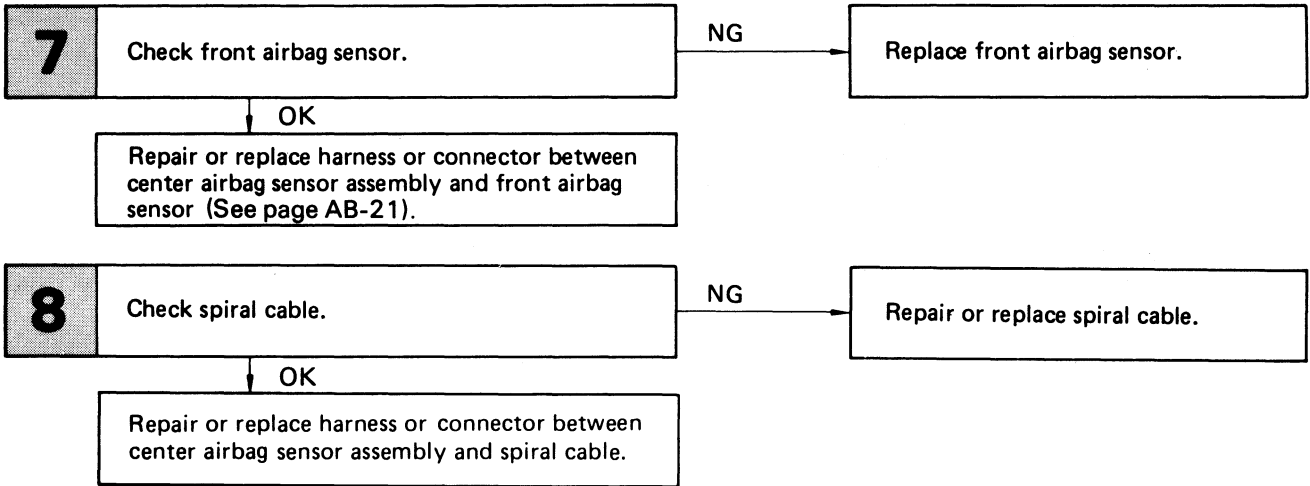 7
Check front airbag sensor.
NG
Replace front airbag sensor.
OK
Repair or replace harness or connector between
center airbag sensor assembly and front airbag
sensor (See page AB-21).
8
Check spiral cable.
NG
Repair or replace spiral cable.
OK
Repair or replace harness or connector between
center airbag sensor assembly and spiral cable.